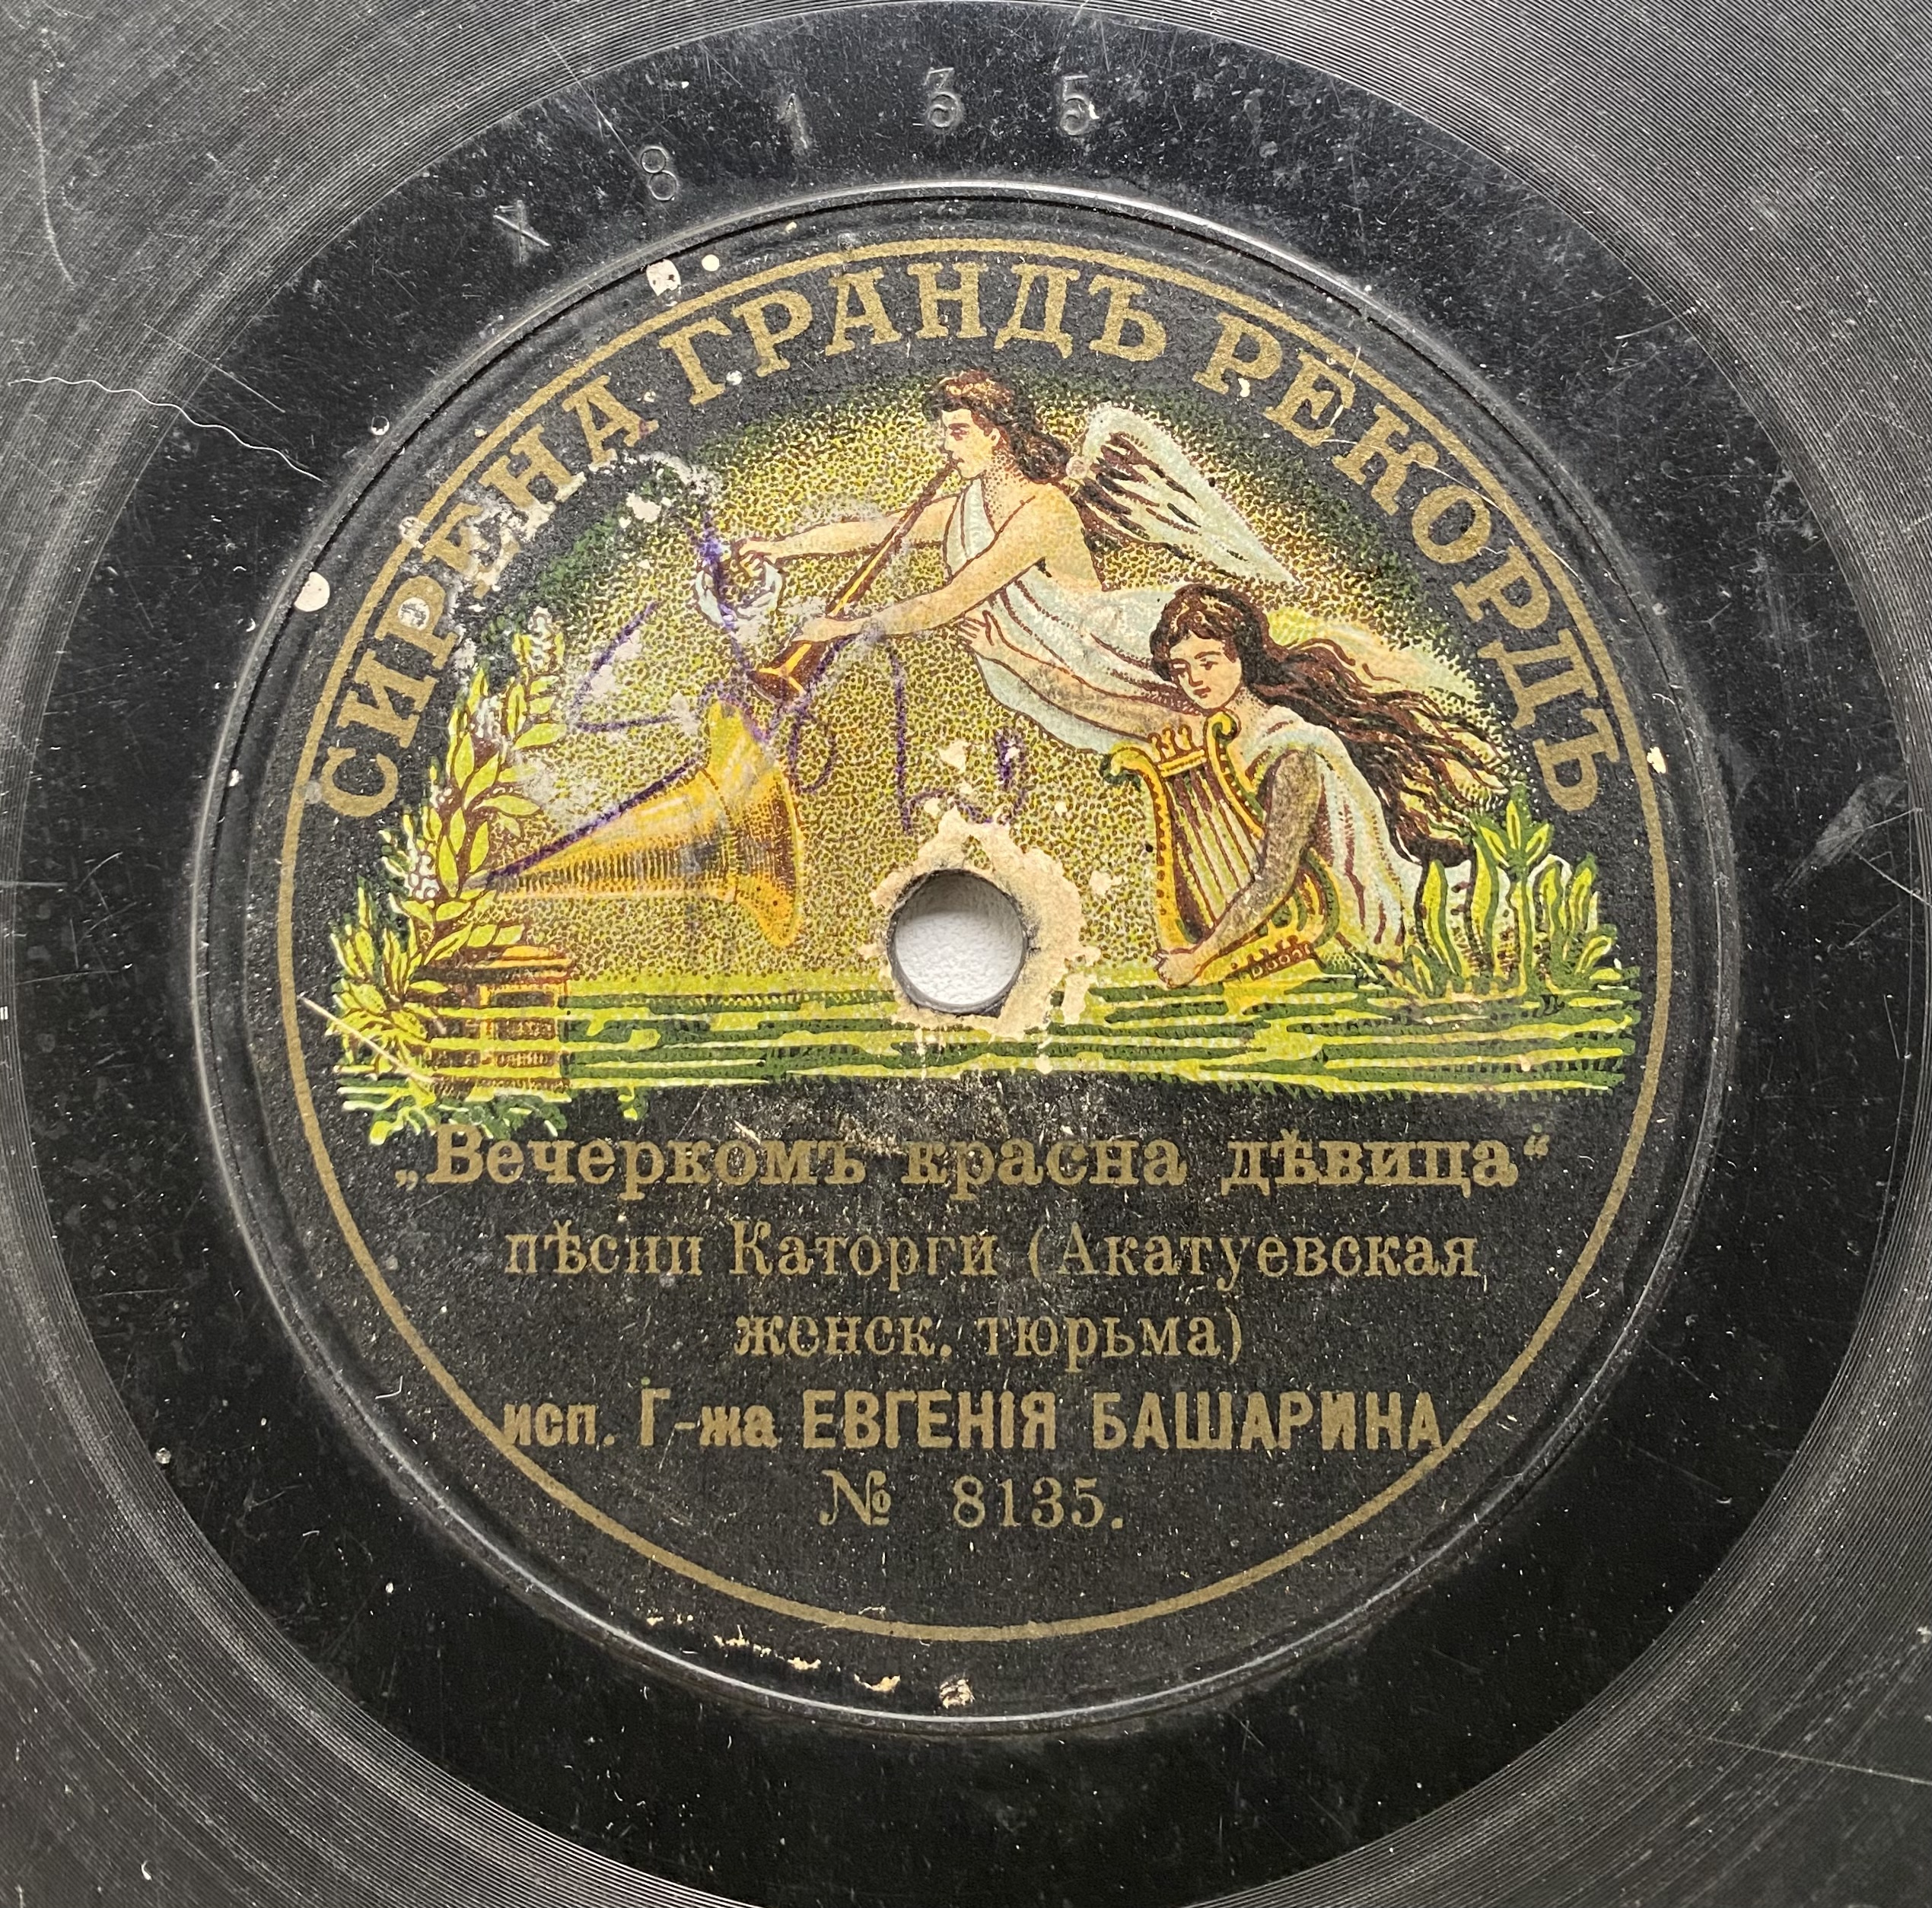 X 8135
СИРЕНА ГРАНДЪ РЕКОРДЪ
„Вечеркомъ красна дѣвица“
пѣсни Каторги (Акатуевская
женск. тюрьма)
исп. Г-жа ЕВГЕНІЯ БАШАРИНА
№ 8135.